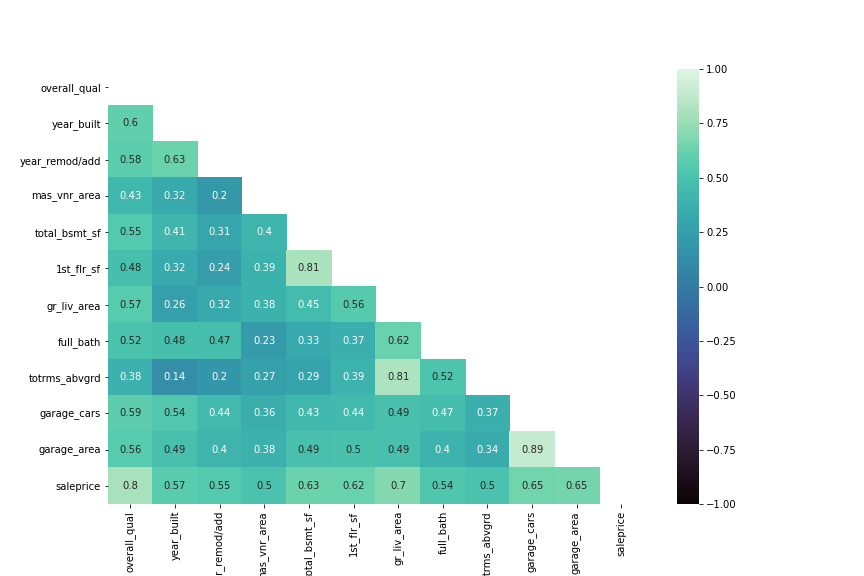 1.00
overall_qual
year_built 0.6 0.75
year_remod/add 0.58 0.63
mas_vnr_area 0.43 0.32 0.2 0.50
total_bsmt_sf 0.55 0.41 0.31 0.4
1st_flr_sf 0.48 0.32 0.24 0.39 0.81 0.25
gr_liv_area 0.57 0.26 0.32 0.38 0.45 0.56 0.00
full_bath 0.52 0.48 0.47 0.23 0.33 0.37 0.62 -0.25
totrms_abvgrd 0.38 0.14 0.2 0.27 0.29 0.39 0.81 0.52
-0.50
garage_cars 0.59 0.54 0.44 0.36 0.43 0.44 0.49 0.47 0.37
garage_area 0.56 0.49 0.4 0.38 0.49 0.5 0.49 0.4 0.34 0.89 -0.75
saleprice 0.8 0.57 0.55 0.5 0.63 0.62 0.7 0.54 0.5 0.65 0.65
-1.00
overall_qual
year_built
r_remod/add
nas_vnr_area
otal_bsmt_sf
1st_flr_sf
gr_liv_area
full_bath
trms_abvgrd
garage_cars
garage_area
saleprice